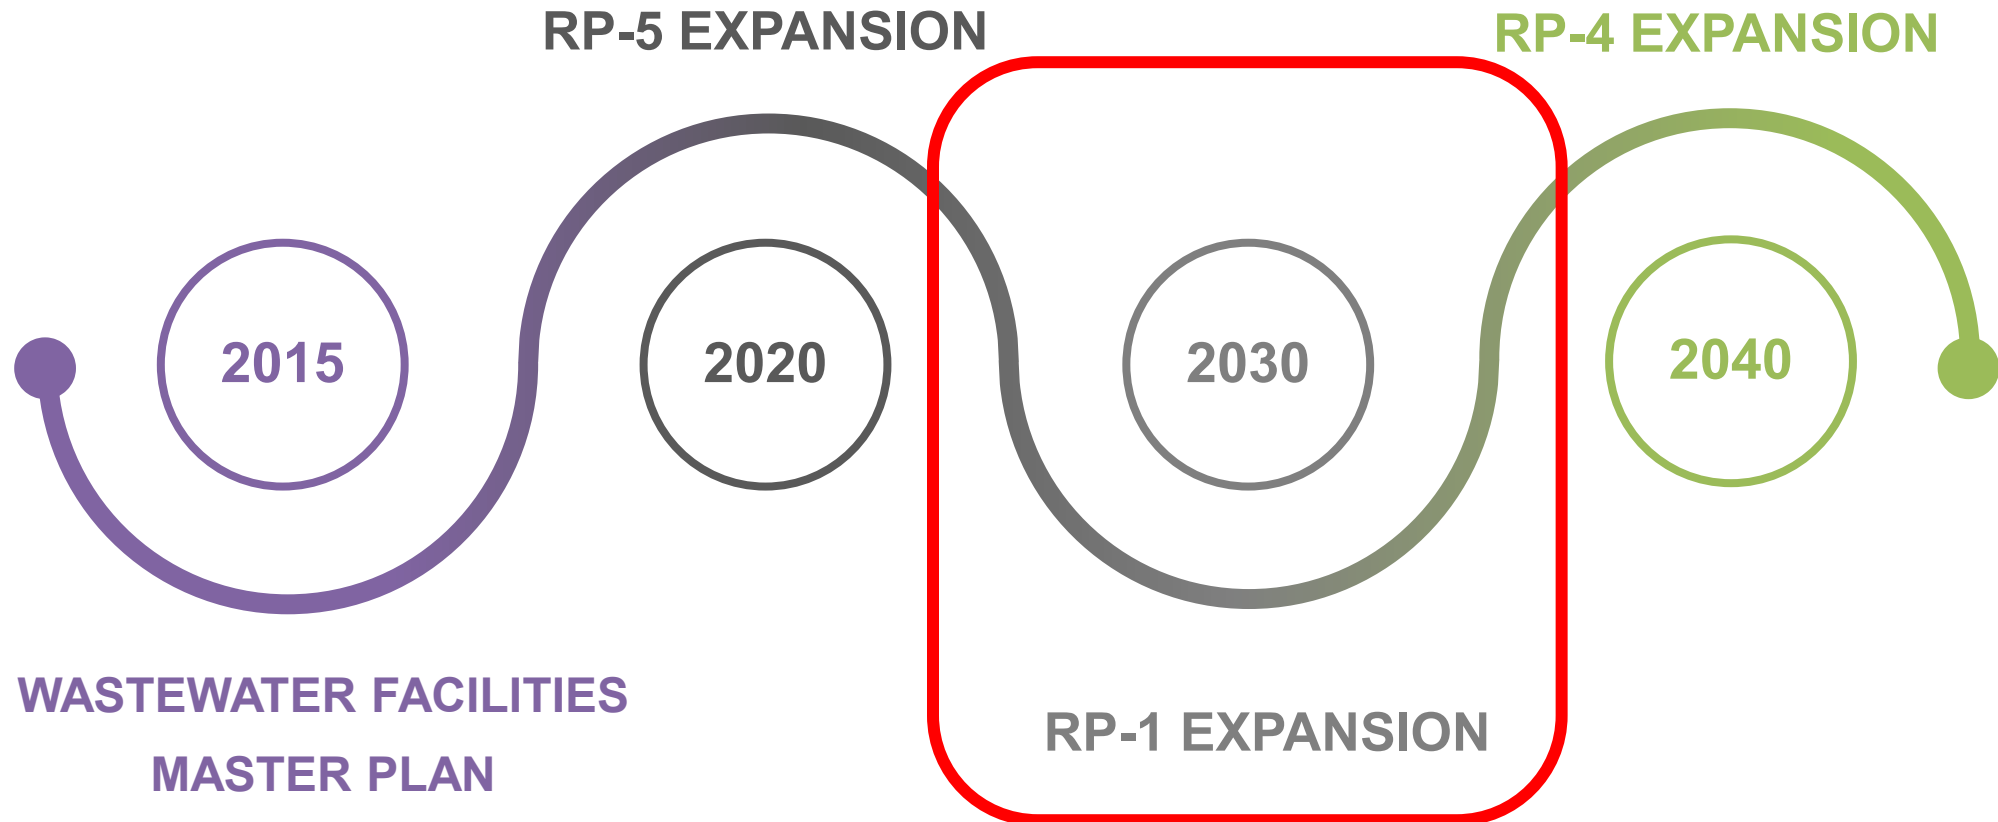 RP-5 EXPANSION
RP-4 EXPANSION
2015
2020
2030
2040
WASTEWATER FACILITIES
MASTER PLAN
RP-1 EXPANSION